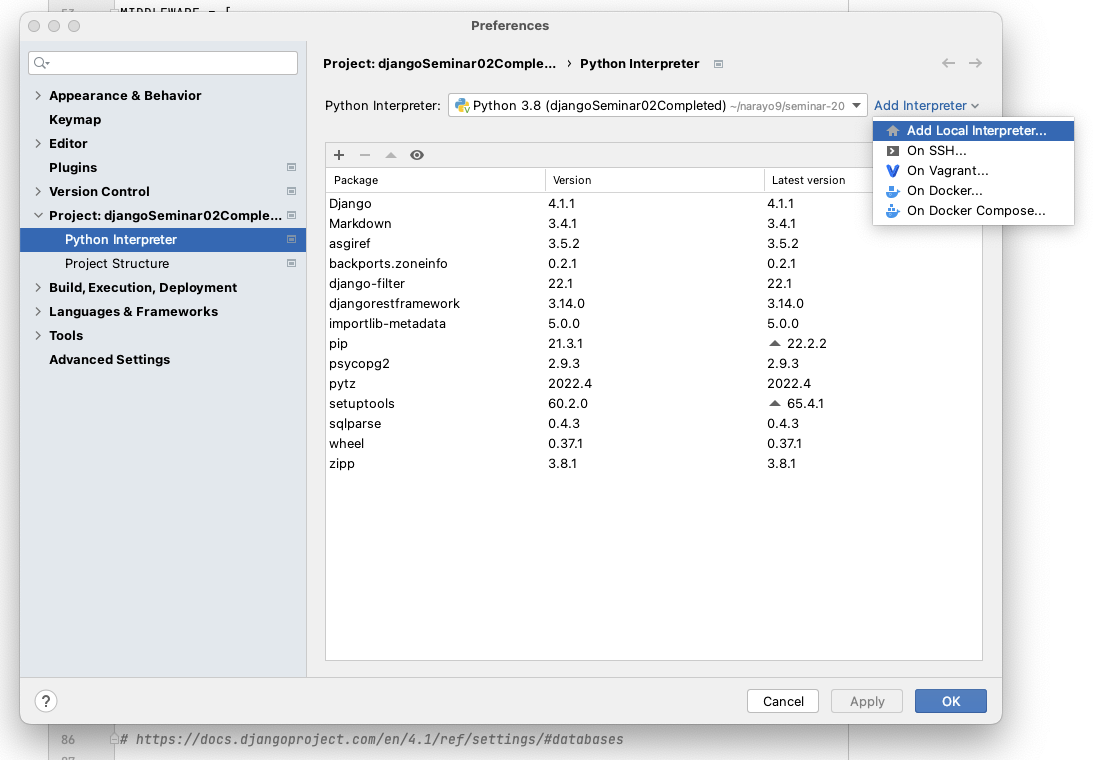 53 MIDDLEWARE = [
Preferences
Project: djangoSeminar02Comple... › Python Interpreter
Appearance & Behavior
Keymap
Editor
Plugins
Version Control
Project: djangoSeminar02Comple...
Python Interpreter
Project Structure
Build, Execution, Deployment
Languages & Frameworks
Tools
Advanced Settings
Python Interpreter: Python 3.8 (djangoSeminar02Completed) ~/narayo9/seminar-20 Add Interpreter
Add Local Interpreter...
On SSH...
On Vagrant...
On Docker...
On Docker Compose...
Package Version Latest version
Django 4.1.1 4.1.1
Markdown 3.4.1 3.4.1
asgiref 3.5.2 3.5.2
backports.zoneinfo 0.2.1 0.2.1
django-filter 22.1 22.1
djangorestframework 3.14.0 3.14.0
importlib-metadata 5.0.0 5.0.0
pip 21.3.1 22.2.2
psycopg2 2.9.3 2.9.3
pytz 2022.4 2022.4
setuptools 60.2.0 65.4.1
sqlparse 0.4.3 0.4.3
wheel 0.37.1 0.37.1
zipp 3.8.1 3.8.1
? Cancel Apply OK
86 # https://docs.djangoproject.com/en/4.1/ref/settings/#databases
87